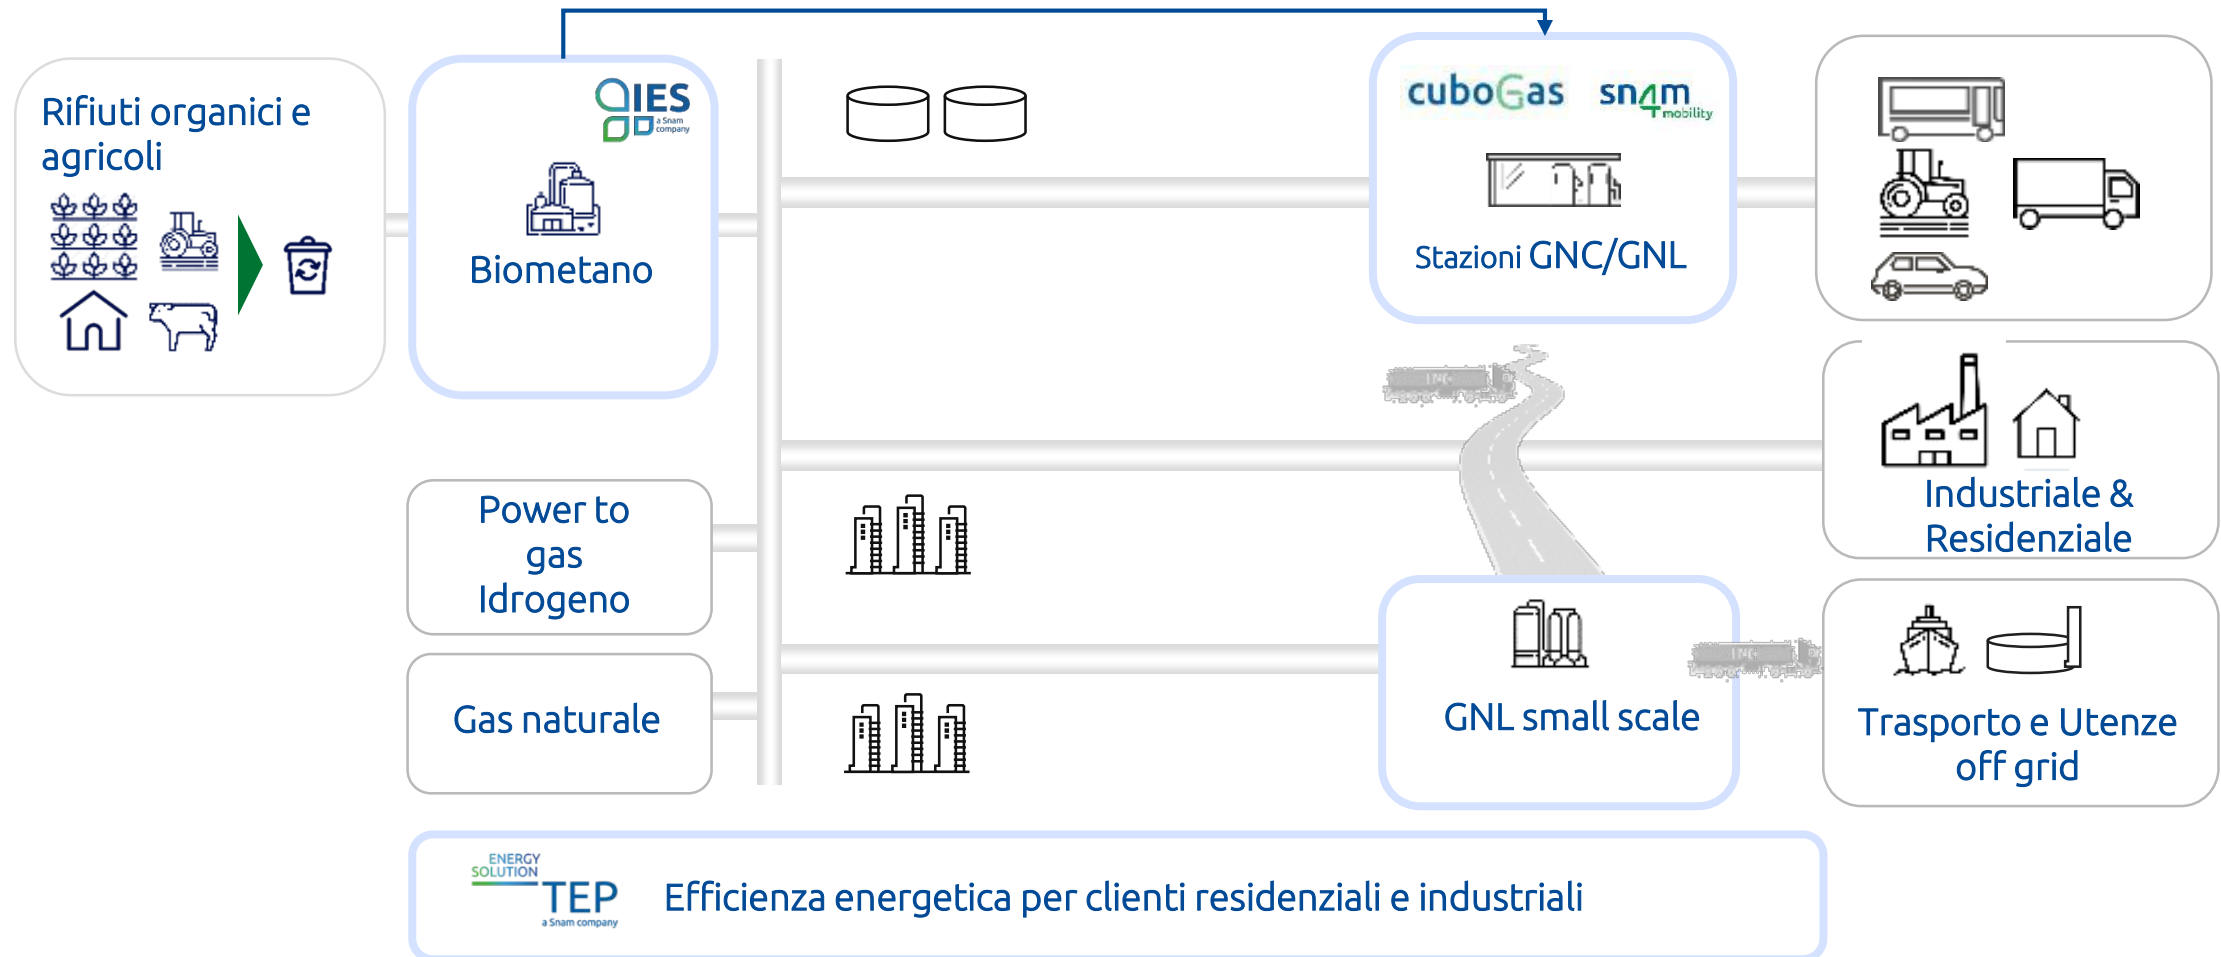 Rifiuti organici e
agricoli
IES
a Snam
company
Biometano
cuboGas
sn4m
mobility
Stazioni GNC/GNL
LNG
Power to
gas
Idrogeno
Industriale &
Residenziale
Gas naturale
GNL small scale
LNG
Trasporto e Utenze
off grid
ENERGY
SOLUTION
TEP
a Snam company
Efficienza energetica per clienti residenziali e industriali